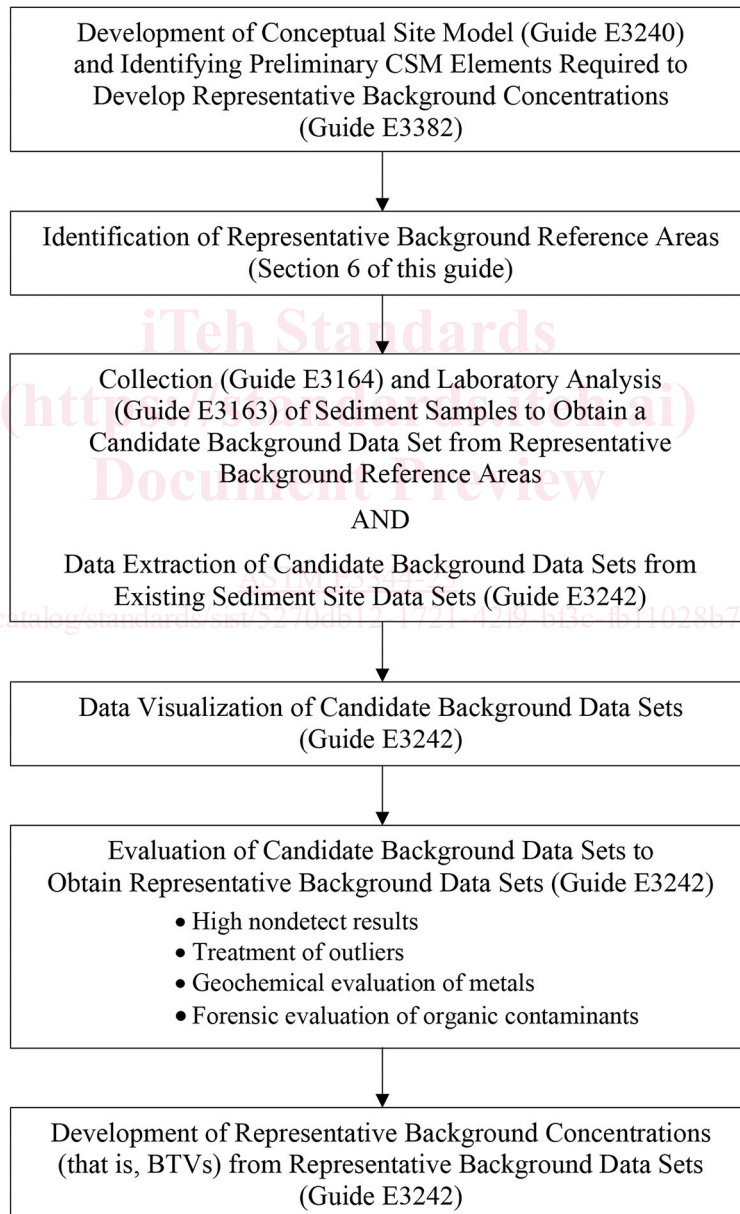 Development of Conceptual Site Model (Guide E3240)
and Identifying Preliminary CSM Elements Required to
Develop Representative Background Concentrations
(Guide E3382)
Identification of Representative Background Reference Areas
(Section 6 of this guide)
iTeh Standards
(https://standards.iteh.ai)
Document Preview
Collection (Guide E3164) and Laboratory Analysis
(Guide E3163) of Sediment Samples to Obtain a
Candidate Background Data Set from Representative
Background Reference Areas
AND
Data Extraction of Candidate Background Data Sets from
Existing Sediment Site Data Sets (Guide E3242)
Data Visualization of Candidate Background Data Sets
(Guide E3242)
Evaluation of Candidate Background Data Sets to
Obtain Representative Background Data Sets (Guide E3242)
• High nondetect results
• Treatment of outliers
• Geochemical evaluation of metals
• Forensic evaluation of organic contaminants
Development of Representative Background Concentrations
(that is, BTVs) from Representative Background Data Sets
(Guide E3242)